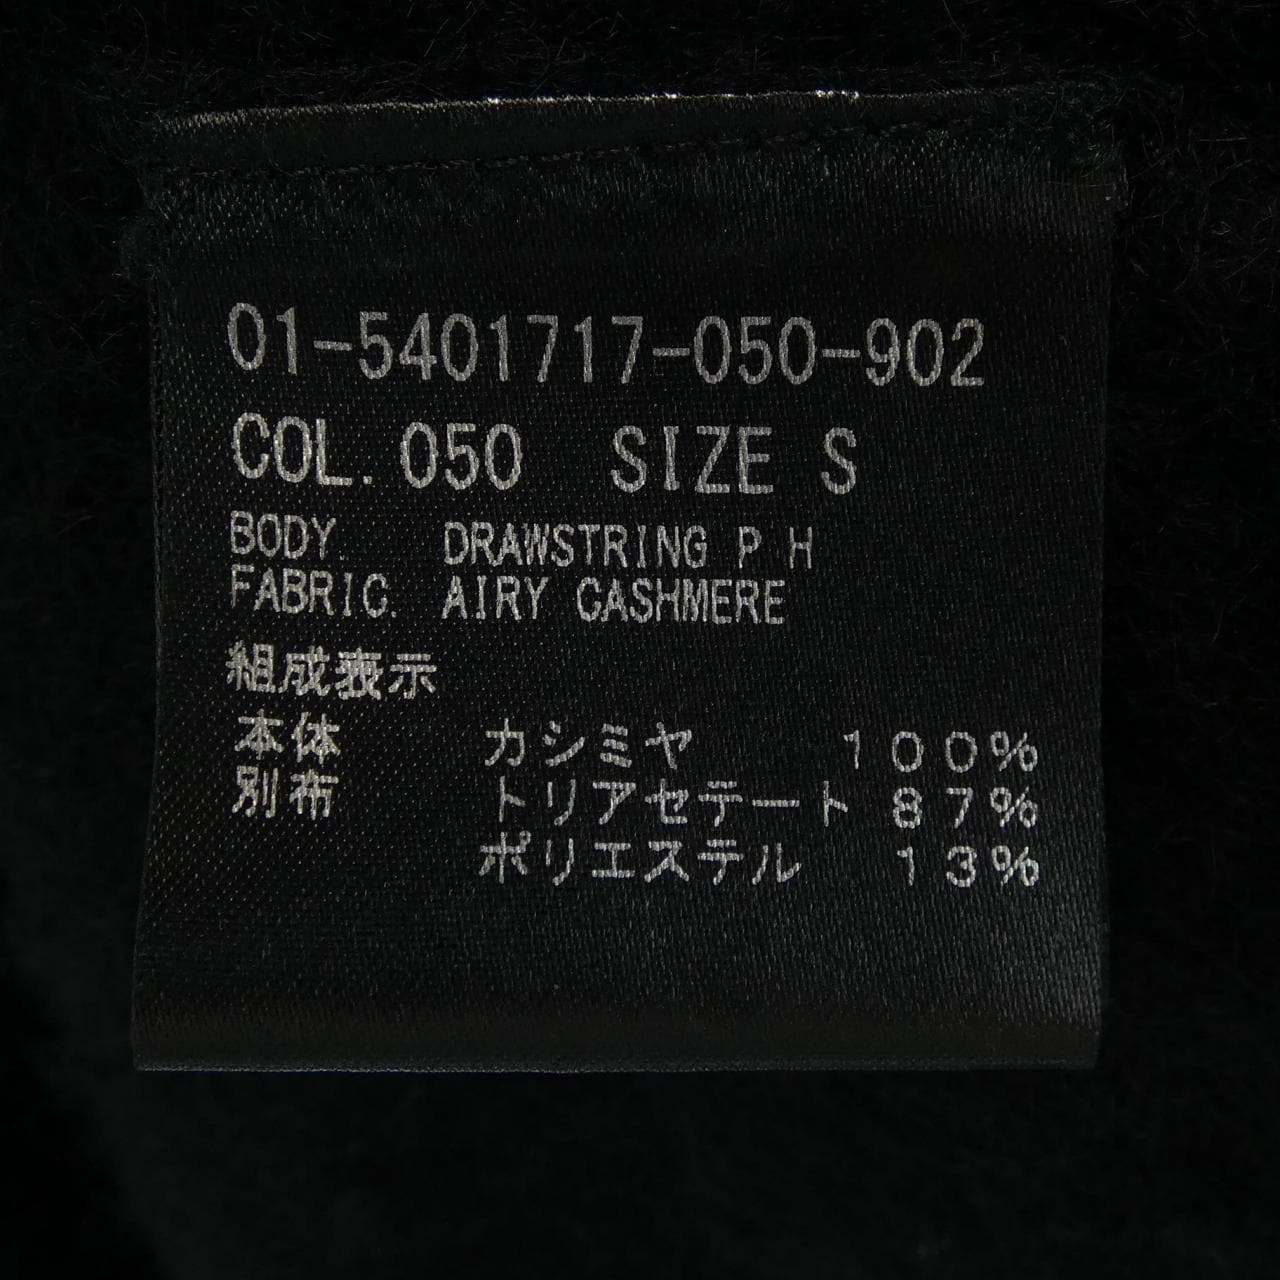 01-5401717-050-902
COL. 050 SIZE S
BODY. DRAWSTRING P H
FABRIC. AIRY CASHMERE
組成表示
本体 カシミヤ 100%
別布 トリアセテート 87%
ポリエステル 13%